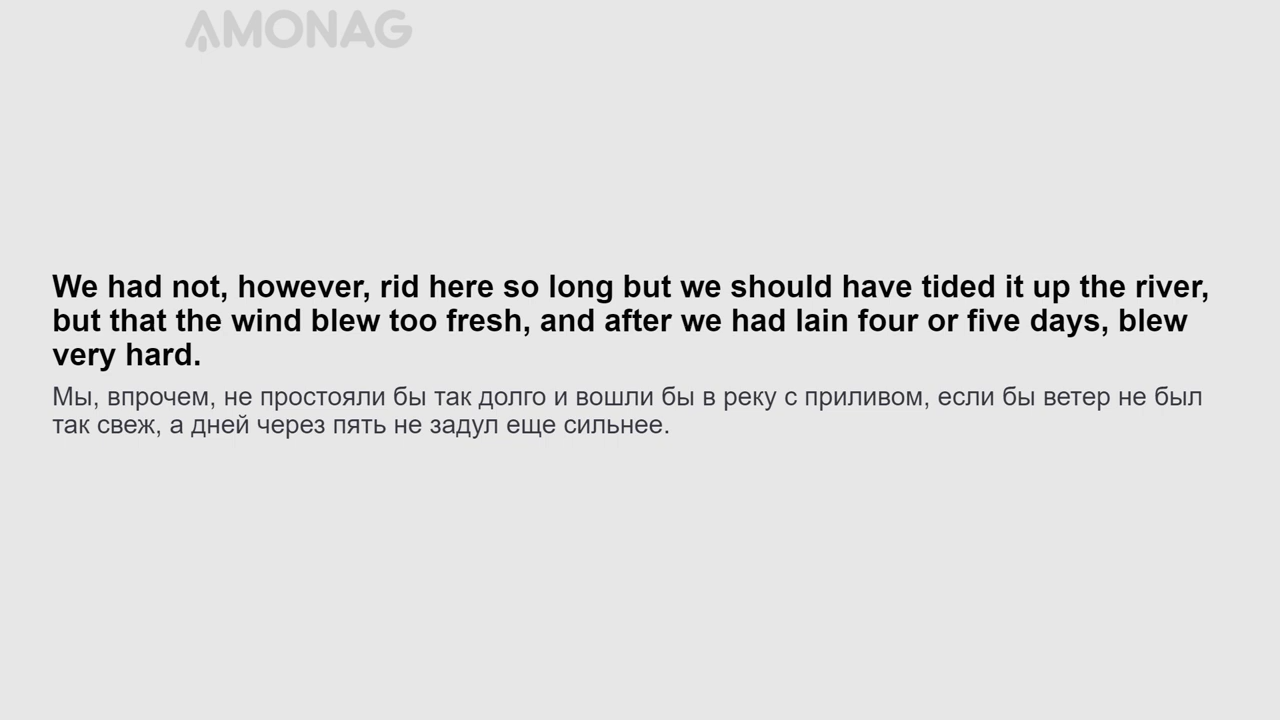 AMONAG
We had not, however, rid here so long but we should have tided it up the river,
but that the wind blew too fresh, and after we had lain four or five days, blew
very hard.
Мы, впрочем, не простояли бы так долго и вошли бы в реку с приливом, если бы ветер не был
так свеж, а дней через пять не задул еще сильнее.